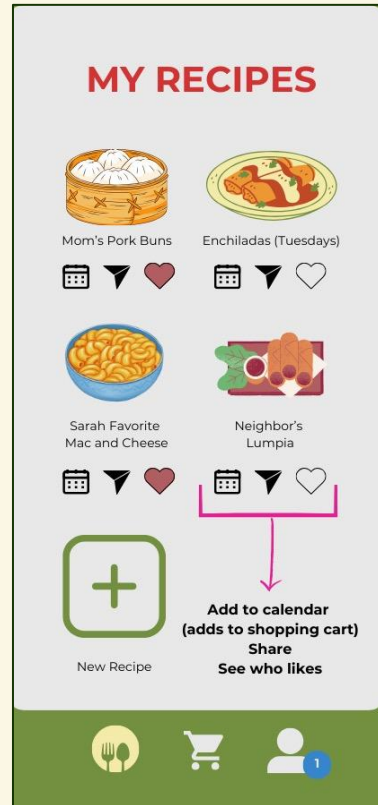 MY RECIPES
Mom's Pork Buns
Enchiladas (Tuesdays)
Sarah Favorite
Mac and Cheese
Neighbor's
Lumpia
New Recipe
Add to calendar
(adds to shopping cart)
Share
See who likes
1